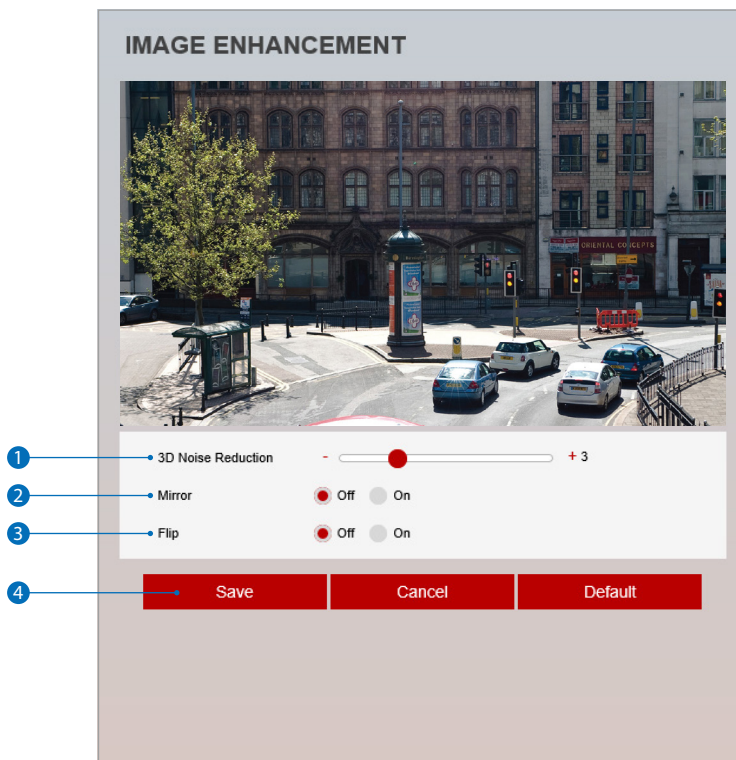 IMAGE ENHANCEMENT
ORIENTAL CONCEPTS
1 3D Noise Reduction - + 3
2 Mirror Off On
3 Flip Off On
4 Save Cancel Default